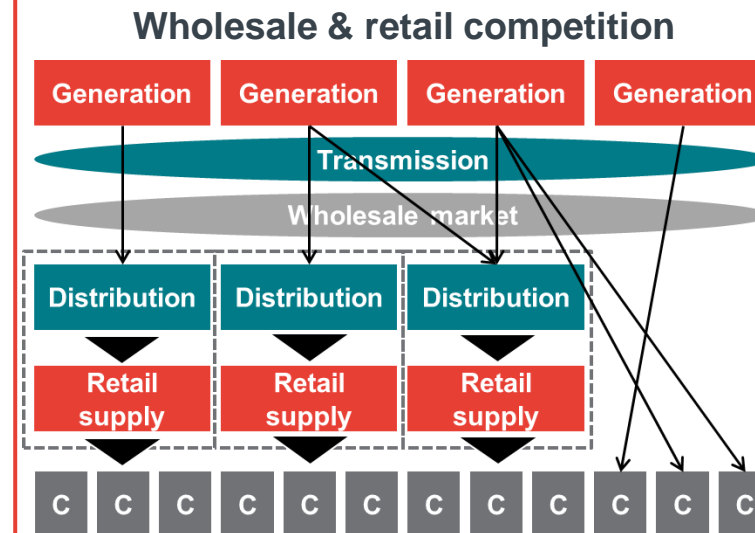 Wholesale & retail competition
Generation Generation Generation Generation
Transmission
Wholesale market
Distribution Distribution Distribution
Retail supply Retail supply Retail supply
C C C C C C C C C C C C